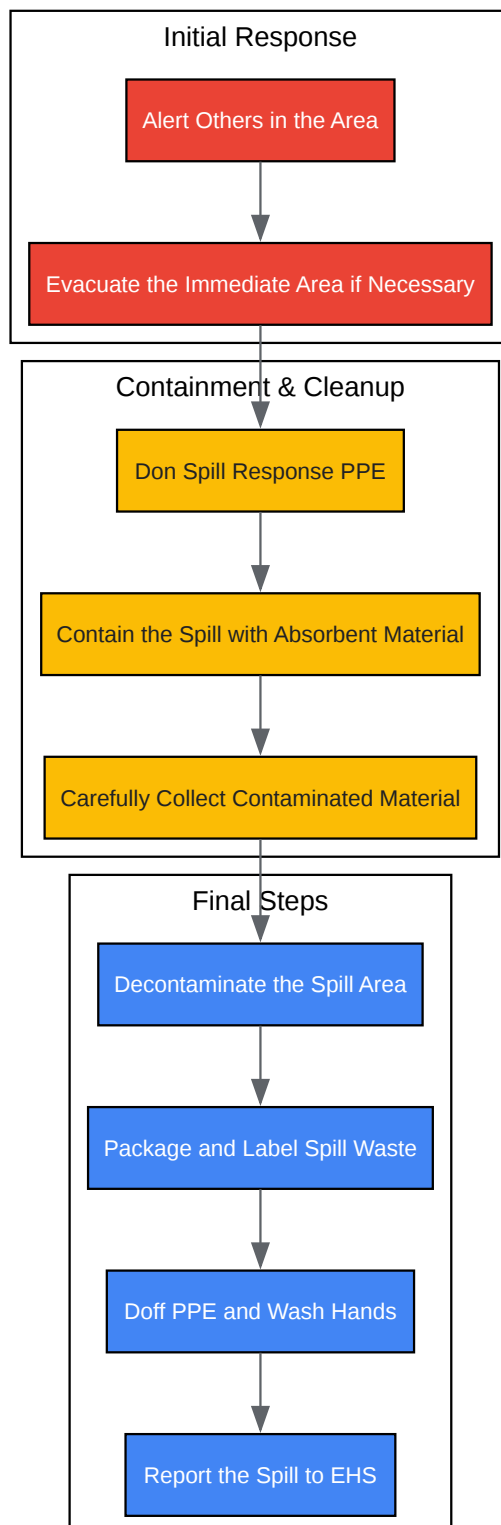 Initial Response
Alert Others in the Area
Evacuate the Immediate Area if Necessary
Containment & Cleanup
Don Spill Response PPE
Contain the Spill with Absorbent Material
Carefully Collect Contaminated Material
Final Steps
Decontaminate the Spill Area
Package and Label Spill Waste
Doff PPE and Wash Hands
Report the Spill to EHS